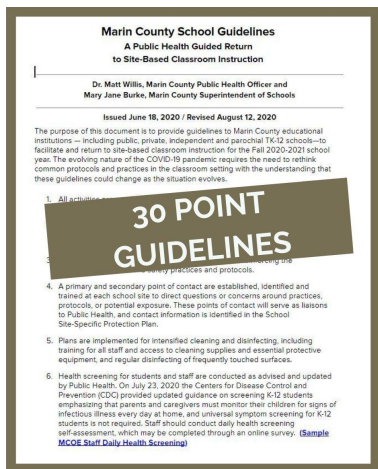 Marin County School Guidelines
A Public Health Guided Return
to Site-Based Classroom Instruction
Dr. Matt Willis, Marin County Public Health Officer and
Mary Jane Burke, Marin County Superintendent of Schools
Issued June 18, 2020 / Revised August 12, 2020
The purpose of this document is to provide guidelines to Marin County educational
institutions — including public, private, independent and parochial TK-12 schools—to
facilitate and return to site-based classroom instruction for the Fall 2020-2021 school
year. The evolving nature of the COVID-19 pandemic requires the need to rethink
common protocols and practices in the classroom setting with the understanding that
these guidelines could change as the situation evolves.
1. All
30 POINT
GUIDELINES
3.
the
safety practices and protocols.
4. A primary and secondary point of contact are established, identified and
trained at each school site to direct questions or concerns around practices,
protocols, or potential exposure. These points of contact will serve as liaisons
to Public Health, and contact information is identified in the School
Site-Specific Protection Plan.
5. Plans are implemented for intensified cleaning and disinfecting, including
training for all staff and access to cleaning supplies and essential protective
equipment, and regular disinfecting of frequently touched surfaces.
6. Health screening for students and staff are conducted as advised and updated
by Public Health. On July 23, 2020 the Centers for Disease Control and
Prevention (CDC) provided updated guidance on screening K-12 students
emphasizing that parents and caregivers must monitor their children for signs of
infectious illness every day at home, and universal symptom screening for K-12
students is not required. Staff should conduct daily health screening
self-assessment, which may be completed through an online survey. (Sample
MCOE Staff Daily Health Screening)